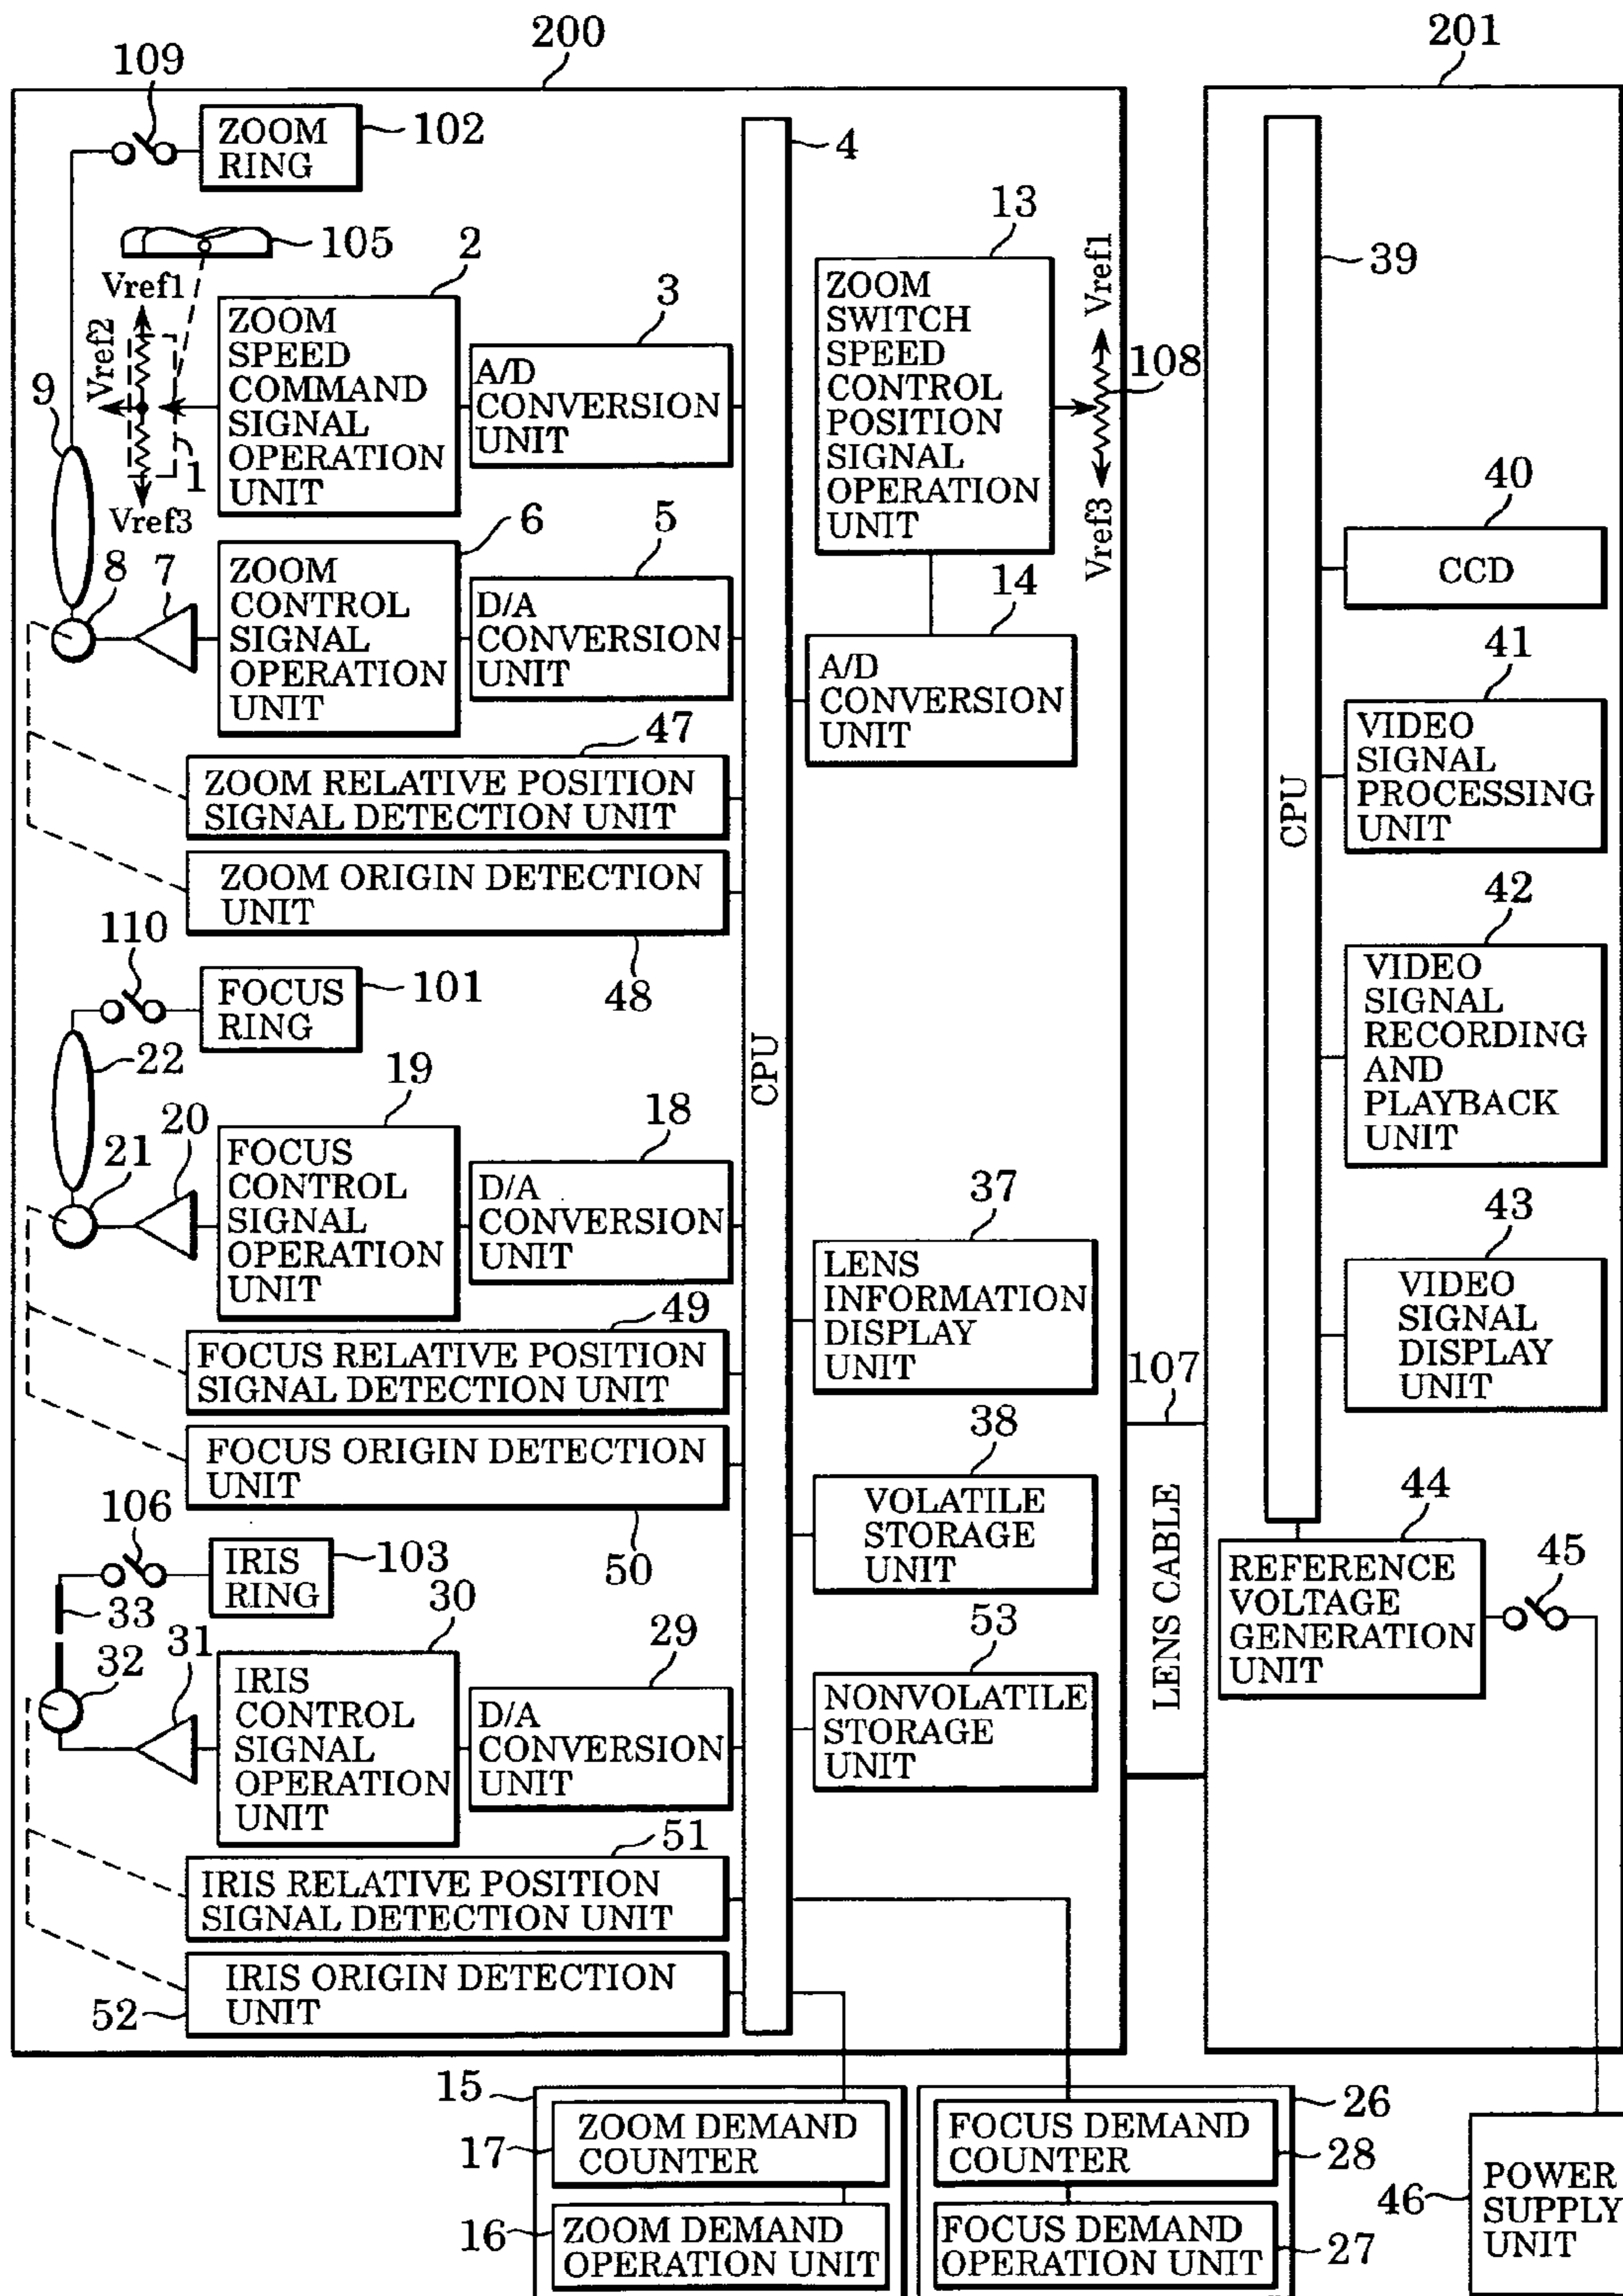 200
201
109
ZOOM
RING
102
4
105
2
Vref1
Vref2
Vref3
1
ZOOM
SPEED
COMMAND
SIGNAL
OPERATION
UNIT
3
A/D
CONVERSION
UNIT
13
ZOOM
SWITCH
SPEED
CONTROL
POSITION
SIGNAL
OPERATION
UNIT
Vref1
108
Vref3
39
9
6
5
8
7
ZOOM
CONTROL
SIGNAL
OPERATION
UNIT
D/A
CONVERSION
UNIT
14
A/D
CONVERSION
UNIT
40
CCD
41
VIDEO
SIGNAL
PROCESSING
UNIT
CPU
47
ZOOM RELATIVE POSITION
SIGNAL DETECTION UNIT
ZOOM ORIGIN DETECTION
UNIT
48
42
VIDEO
SIGNAL
RECORDING
AND
PLAYBACK
UNIT
110
FOCUS
RING
101
22
CPU
19
18
20
21
FOCUS
CONTROL
SIGNAL
OPERATION
UNIT
D/A
CONVERSION
UNIT
37
LENS
INFORMATION
DISPLAY
UNIT
43
VIDEO
SIGNAL
DISPLAY
UNIT
49
FOCUS RELATIVE POSITION
SIGNAL DETECTION UNIT
107
LENS CABLE
FOCUS ORIGIN DETECTION
UNIT
50
38
VOLATILE
STORAGE
UNIT
44
REFERENCE
VOLTAGE
GENERATION
UNIT
45
106
IRIS
RING
103
33
30
29
32
31
IRIS
CONTROL
SIGNAL
OPERATION
UNIT
D/A
CONVERSION
UNIT
53
NONVOLATILE
STORAGE
UNIT
51
IRIS RELATIVE POSITION
SIGNAL DETECTION UNIT
IRIS ORIGIN DETECTION
UNIT
52
15
ZOOM DEMAND
COUNTER
17
16
ZOOM DEMAND
OPERATION UNIT
26
FOCUS DEMAND
COUNTER
28
FOCUS DEMAND
OPERATION UNIT
27
46
POWER
SUPPLY
UNIT